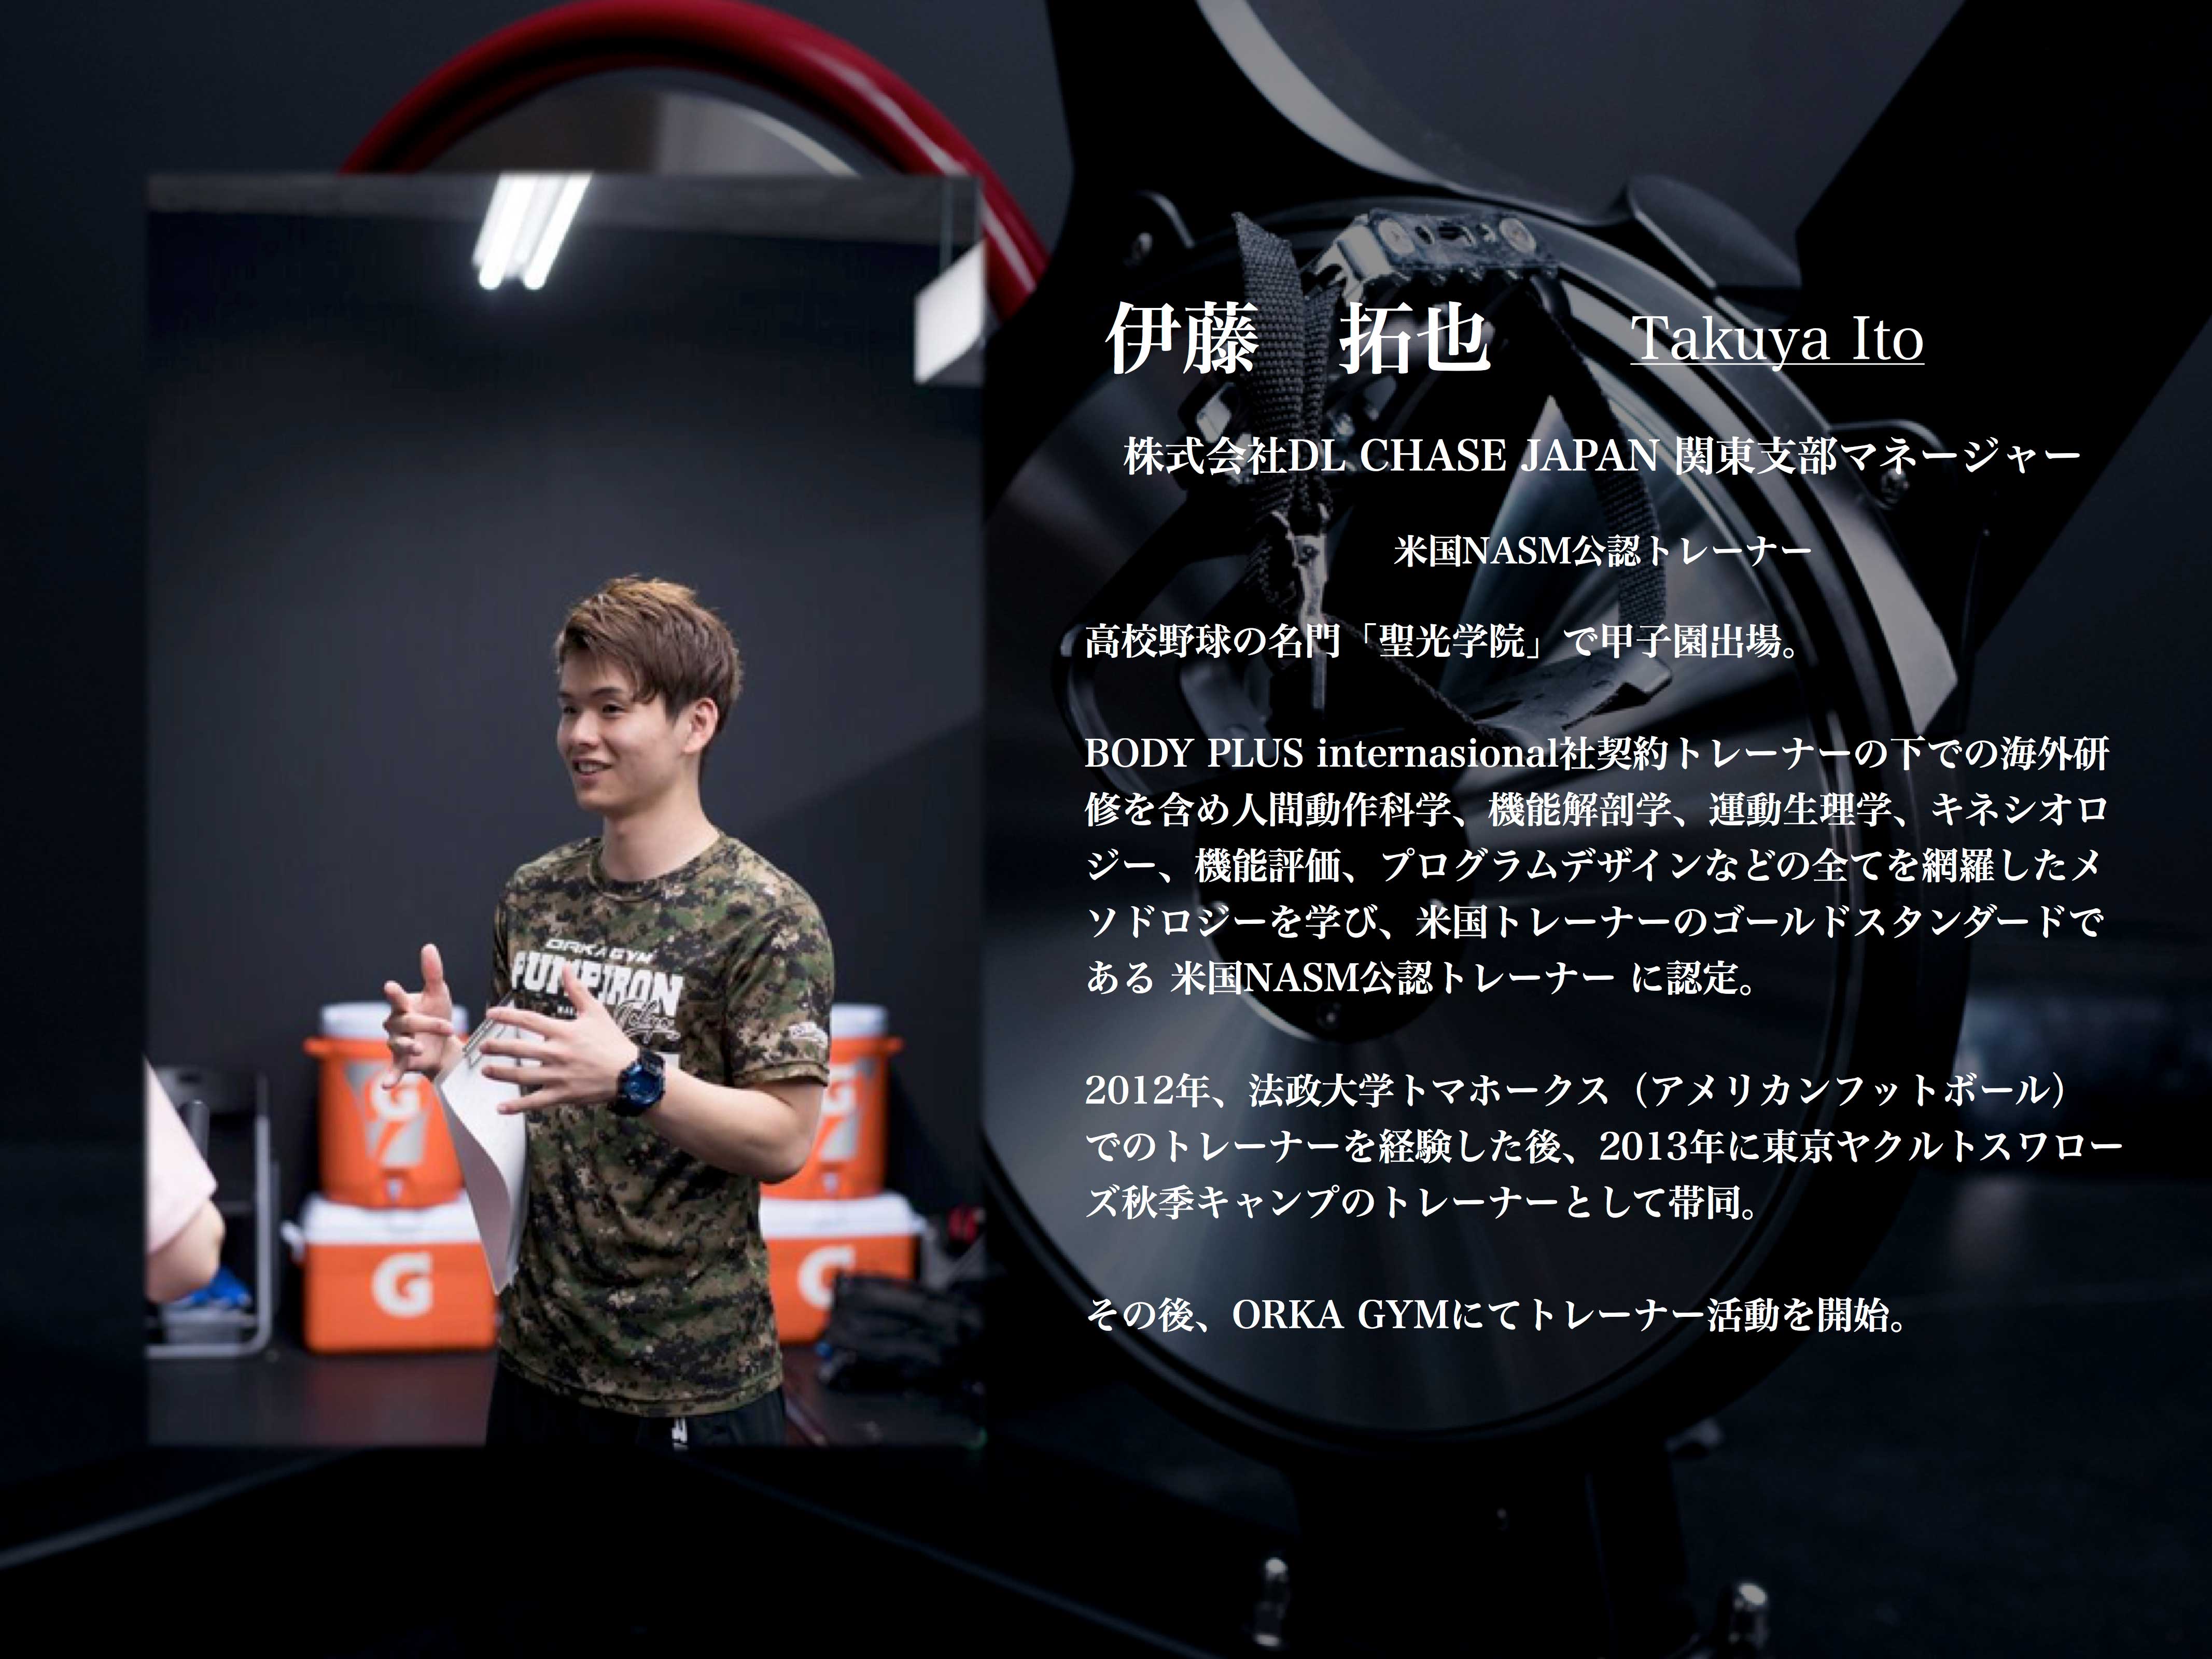 伊藤　拓也　Takuya Ito
株式会社DL CHASE JAPAN 関東支部マネージャー
米国NASM公認トレーナー
高校野球の名門「聖光学院」で甲子園出場。
BODY PLUS internasional社契約トレーナーの下での海外研
修を含め人間動作科学、機能解剖学、運動生理学、キネシオロ
ジー、機能評価、プログラムデザインなどの全てを網羅したメ
ソドロジーを学び、米国トレーナーのゴールドスタンダードで
ある 米国NASM公認トレーナー に認定。
2012年、法政大学トマホークス（アメリカンフットボール）
でのトレーナーを経験した後、2013年に東京ヤクルトスワロー
ズ秋季キャンプのトレーナーとして帯同。
その後、ORKA GYMにてトレーナー活動を開始。
ORKA GYM
PUMPIRON
G
G
G
G